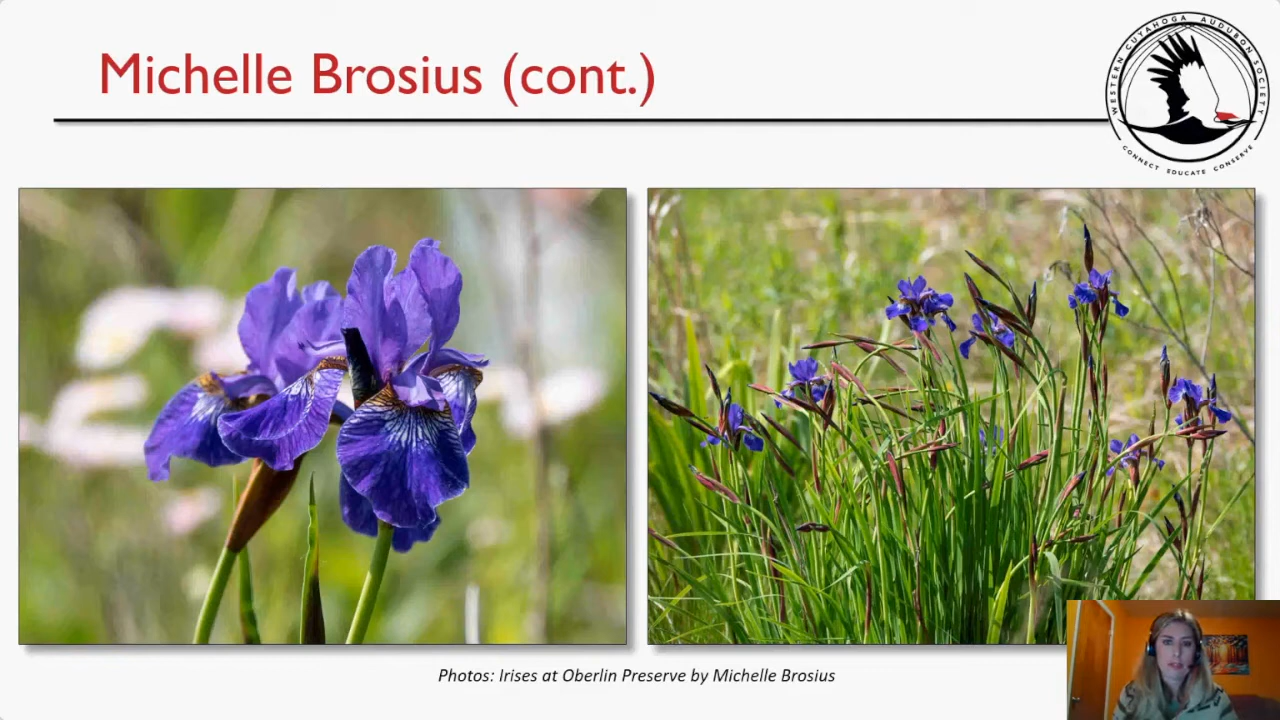 Michelle Brosius (cont.)
WESTERN CUYAHOGA AUDUBON SOCIETY
CONNECT EDUCATE CONSERVE
Photos: Irises at Oberlin Preserve by Michelle Brosius